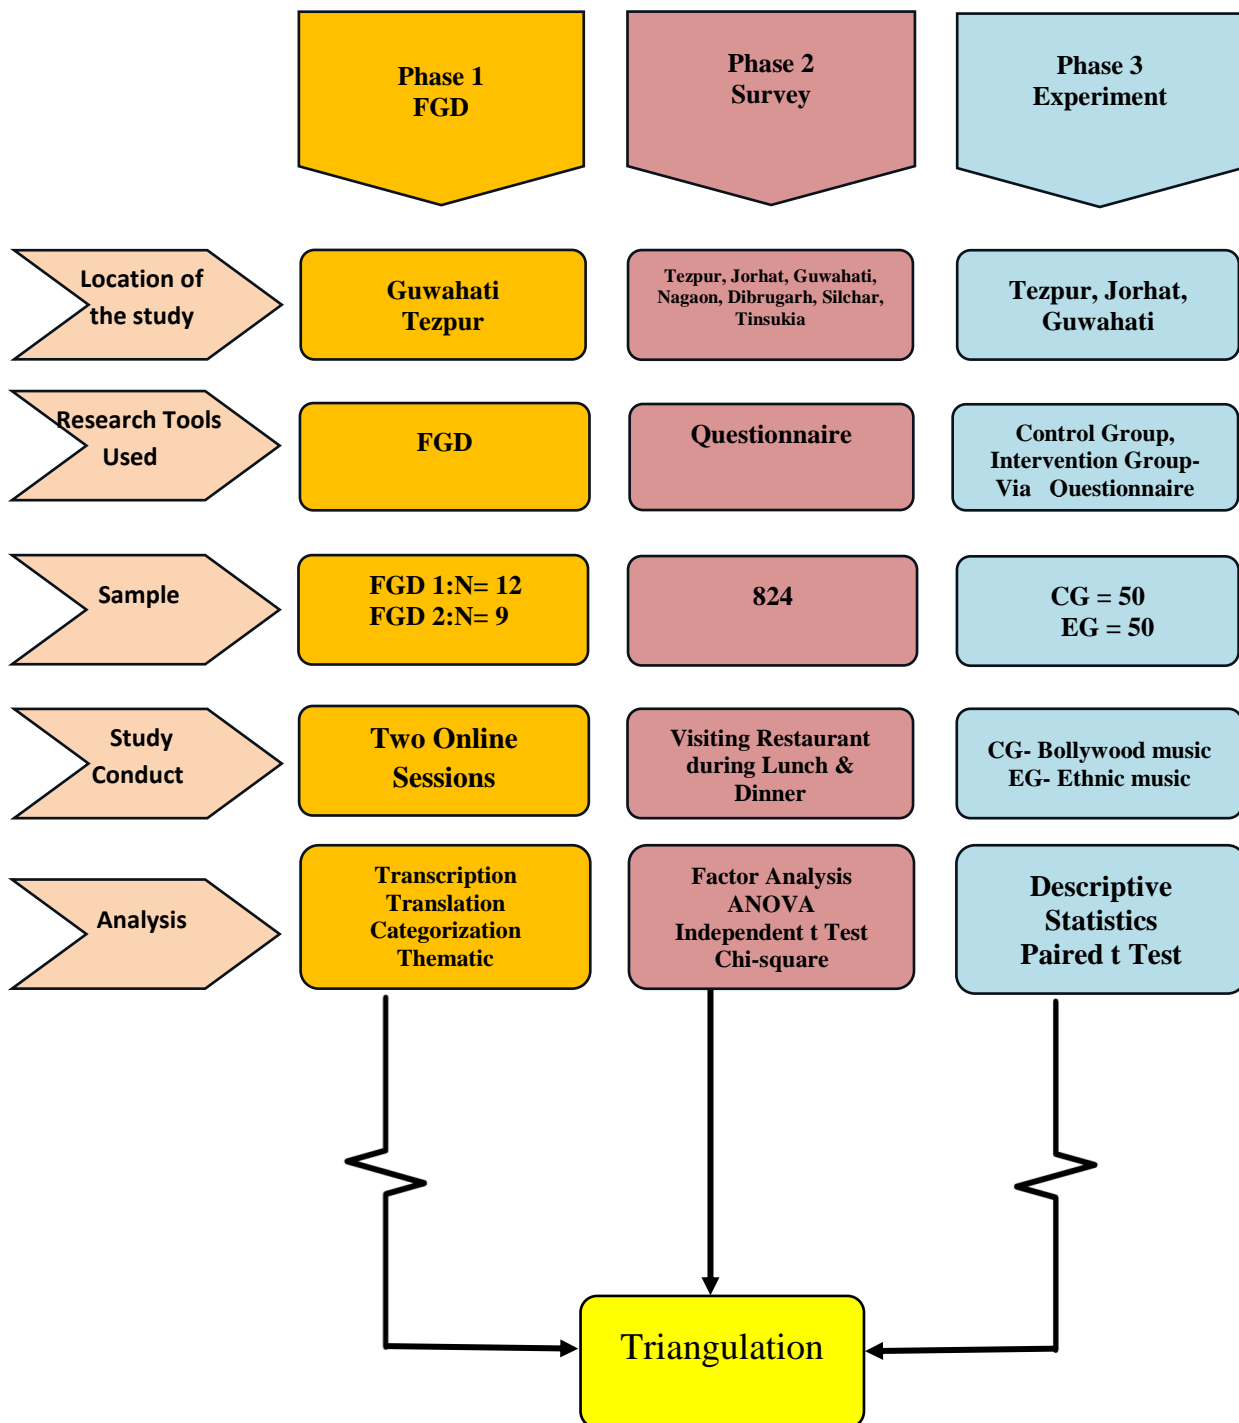 Phase 1
FGD
Phase 2
Survey
Phase 3
Experiment
Location of
the study
Guwahati
Tezpur
Tezpur, Jorhat, Guwahati,
Nagaon, Dibrugarh, Silchar,
Tinsukia
Tezpur, Jorhat,
Guwahati
Research Tools
Used
FGD
Questionnaire
Control Group,
Intervention Group-
Via Ouestionnaire
Sample
FGD 1:N= 12
FGD 2:N= 9
824
CG = 50
EG = 50
Study
Conduct
Two Online
Sessions
Visiting Restaurant
during Lunch &
Dinner
CG- Bollywood music
EG- Ethnic music
Analysis
Transcription
Translation
Categorization
Thematic
Factor Analysis
ANOVA
Independent t Test
Chi-square
Descriptive
Statistics
Paired t Test
Triangulation